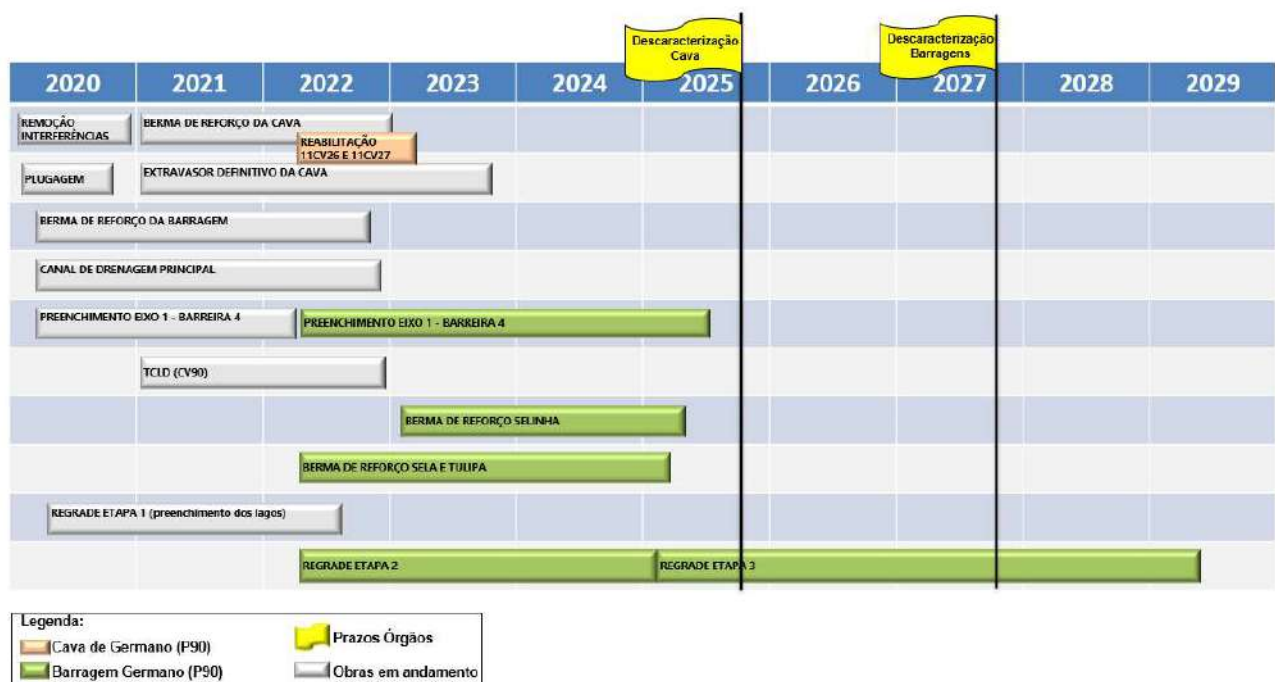 Descaracterização
Cava
Descaracterização
Barragens
2020 2021 2022 2023 2024 2025 2026 2027 2028 2029
REMOÇÃO
INTERFERÊNCIAS
BERMA DE REFORÇO DA CAVA
REABILITAÇÃO
11CV26 E 11CV27
PLUGAGEM
EXTRAVASOR DEFINITIVO DA CAVA
BERMA DE REFORÇO DA BARRAGEM
CANAL DE DRENAGEM PRINCIPAL
PREENCHIMENTO EIXO 1 - BARREIRA 4
PREENCHIMENTO EIXO 1 - BARREIRA 4
TCLD (CV90)
BERMA DE REFORÇO SELINHA
BERMA DE REFORÇO SELA E TULIPA
REGRADE ETAPA 1 (preenchimento dos lagos)
REGRADE ETAPA 2
REGRADE ETAPA 3
Legenda:
Cava de Germano (P90)
Prazos Órgãos
Barragem Germano (P90)
Obras em andamento